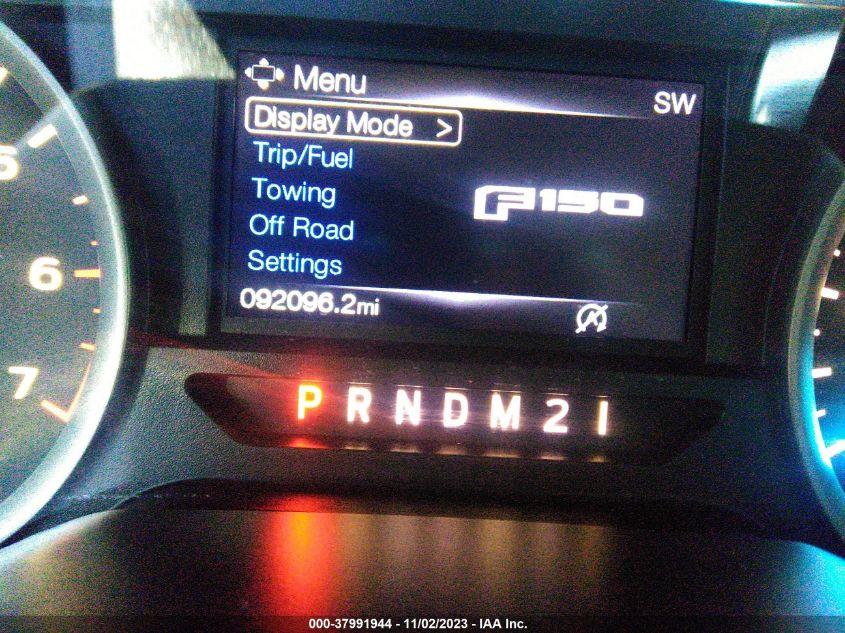 Menu
SW
Display Mode >
Trip/Fuel
Towing
F150
Off Road
Settings
092096.2mi
6
7
P R N D M 2 1
000-37991944 - 11/02/2023 - IAA Inc.